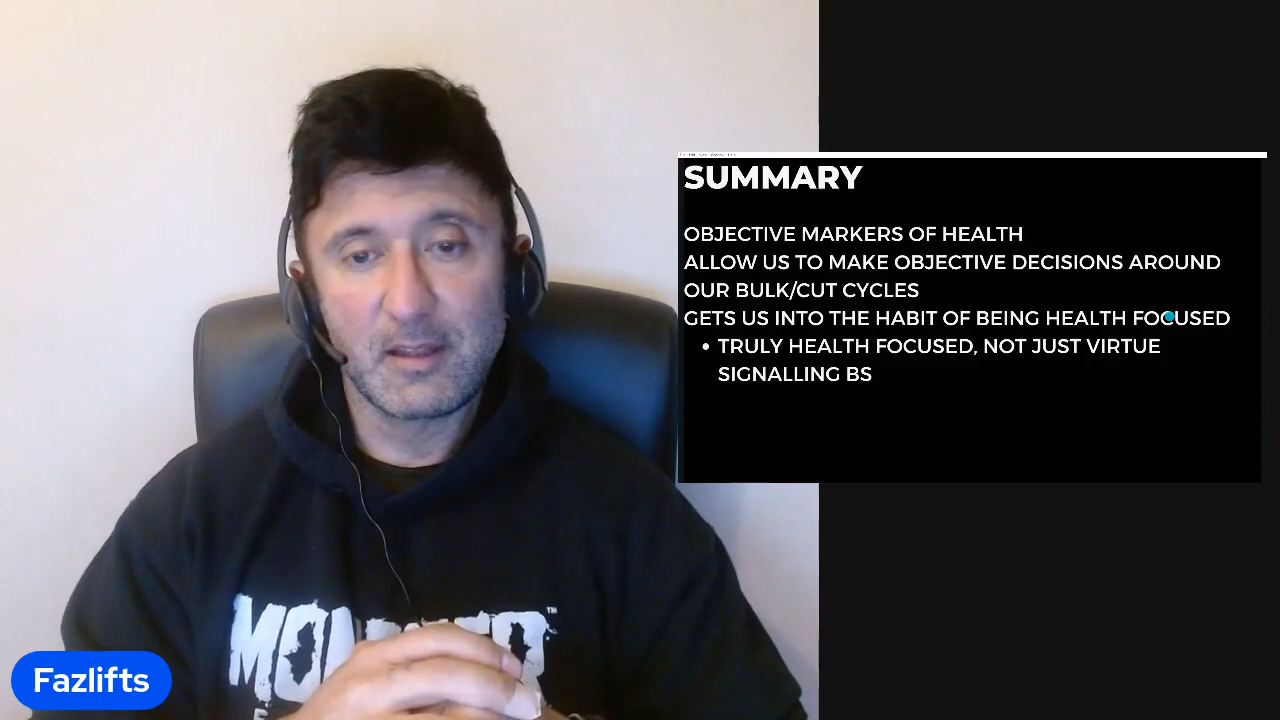 SUMMARY
OBJECTIVE MARKERS OF HEALTH
ALLOW US TO MAKE OBJECTIVE DECISIONS AROUND
OUR BULK/CUT CYCLES
GETS US INTO THE HABIT OF BEING HEALTH FOCUSED
• TRULY HEALTH FOCUSED, NOT JUST VIRTUE
SIGNALLING BS
Fazlifts